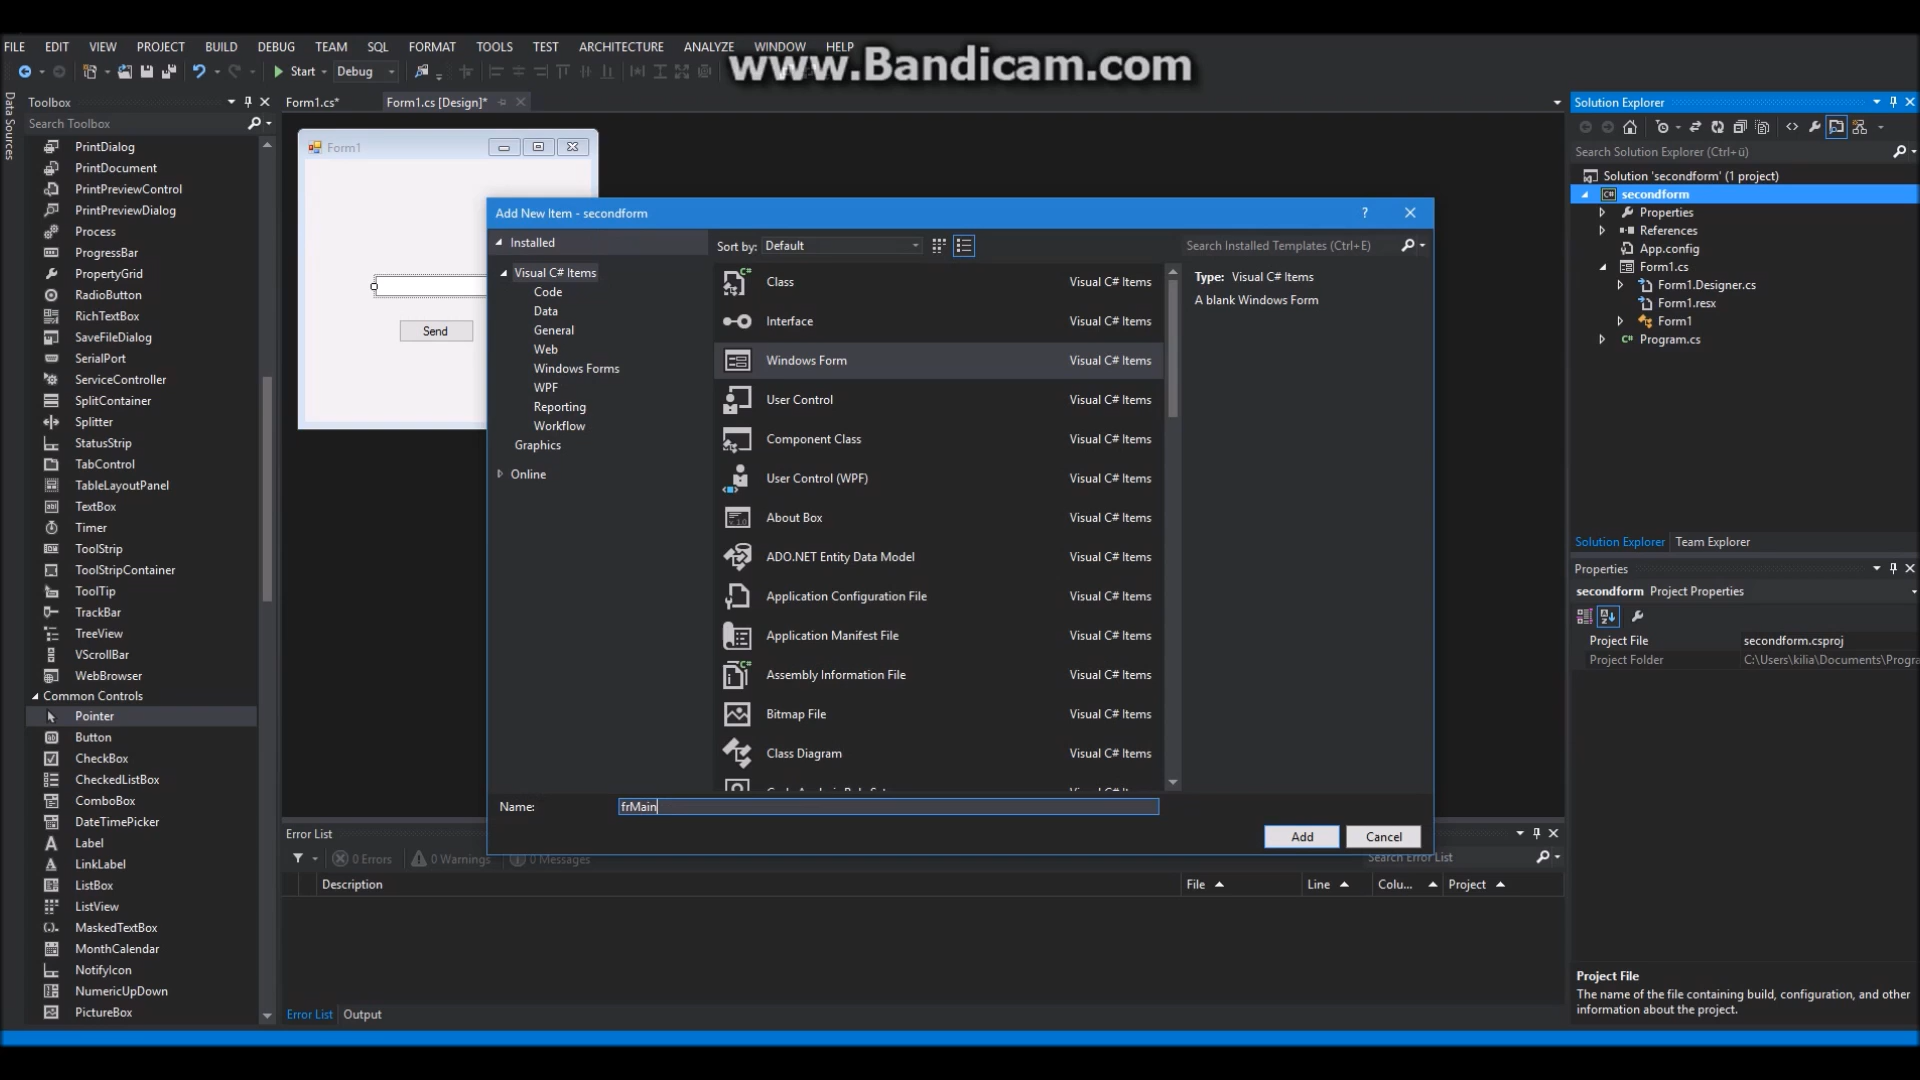 www.Bandicam.com
FILE EDIT VIEW PROJECT BUILD DEBUG TEAM SQL FORMAT TOOLS TEST ARCHITECTURE ANALYZE WINDOW HELP
Start Debug
Data Sources
Toolbox
Search Toolbox
PrintDialog
PrintDocument
PrintPreviewControl
PrintPreviewDialog
Process
ProgressBar
PropertyGrid
RadioButton
RichTextBox
SaveFileDialog
SerialPort
ServiceController
SplitContainer
Splitter
StatusStrip
TabControl
TableLayoutPanel
TextBox
Timer
ToolStrip
ToolStripContainer
ToolTip
TrackBar
TreeView
VScrollBar
WebBrowser
Common Controls
Pointer
Button
CheckBox
CheckedListBox
ComboBox
DateTimePicker
Label
LinkLabel
ListBox
ListView
MaskedTextBox
MonthCalendar
NotifyIcon
NumericUpDown
PictureBox
Form1.cs* Form1.cs [Design]*
Form1
Send
Add New Item - secondform
Installed
Visual C# Items
Code
Data
General
Web
Windows Forms
WPF
Reporting
Workflow
Graphics
Online
Sort by: Default
Search Installed Templates (Ctrl+E)
Class Visual C# Items
Interface Visual C# Items
Windows Form Visual C# Items
User Control Visual C# Items
Component Class Visual C# Items
User Control (WPF) Visual C# Items
About Box Visual C# Items
ADO.NET Entity Data Model Visual C# Items
Application Configuration File Visual C# Items
Application Manifest File Visual C# Items
Assembly Information File Visual C# Items
Bitmap File Visual C# Items
Class Diagram Visual C# Items
Type: Visual C# Items
A blank Windows Form
Name: frMain
Add Cancel
Error List
0 Errors 0 Warnings 0 Messages
Search Error List
Description File Line Colu... Project
Error List Output
Solution Explorer
Search Solution Explorer (Ctrl+ü)
Solution 'secondform' (1 project)
secondform
Properties
References
App.config
Form1.cs
Form1.Designer.cs
Form1.resx
Form1
Program.cs
Solution Explorer Team Explorer
Properties
secondform Project Properties
Project File secondform.csproj
Project Folder C:\Users\kilia\Documents\Progra
Project File
The name of the file containing build, configuration, and other
information about the project.